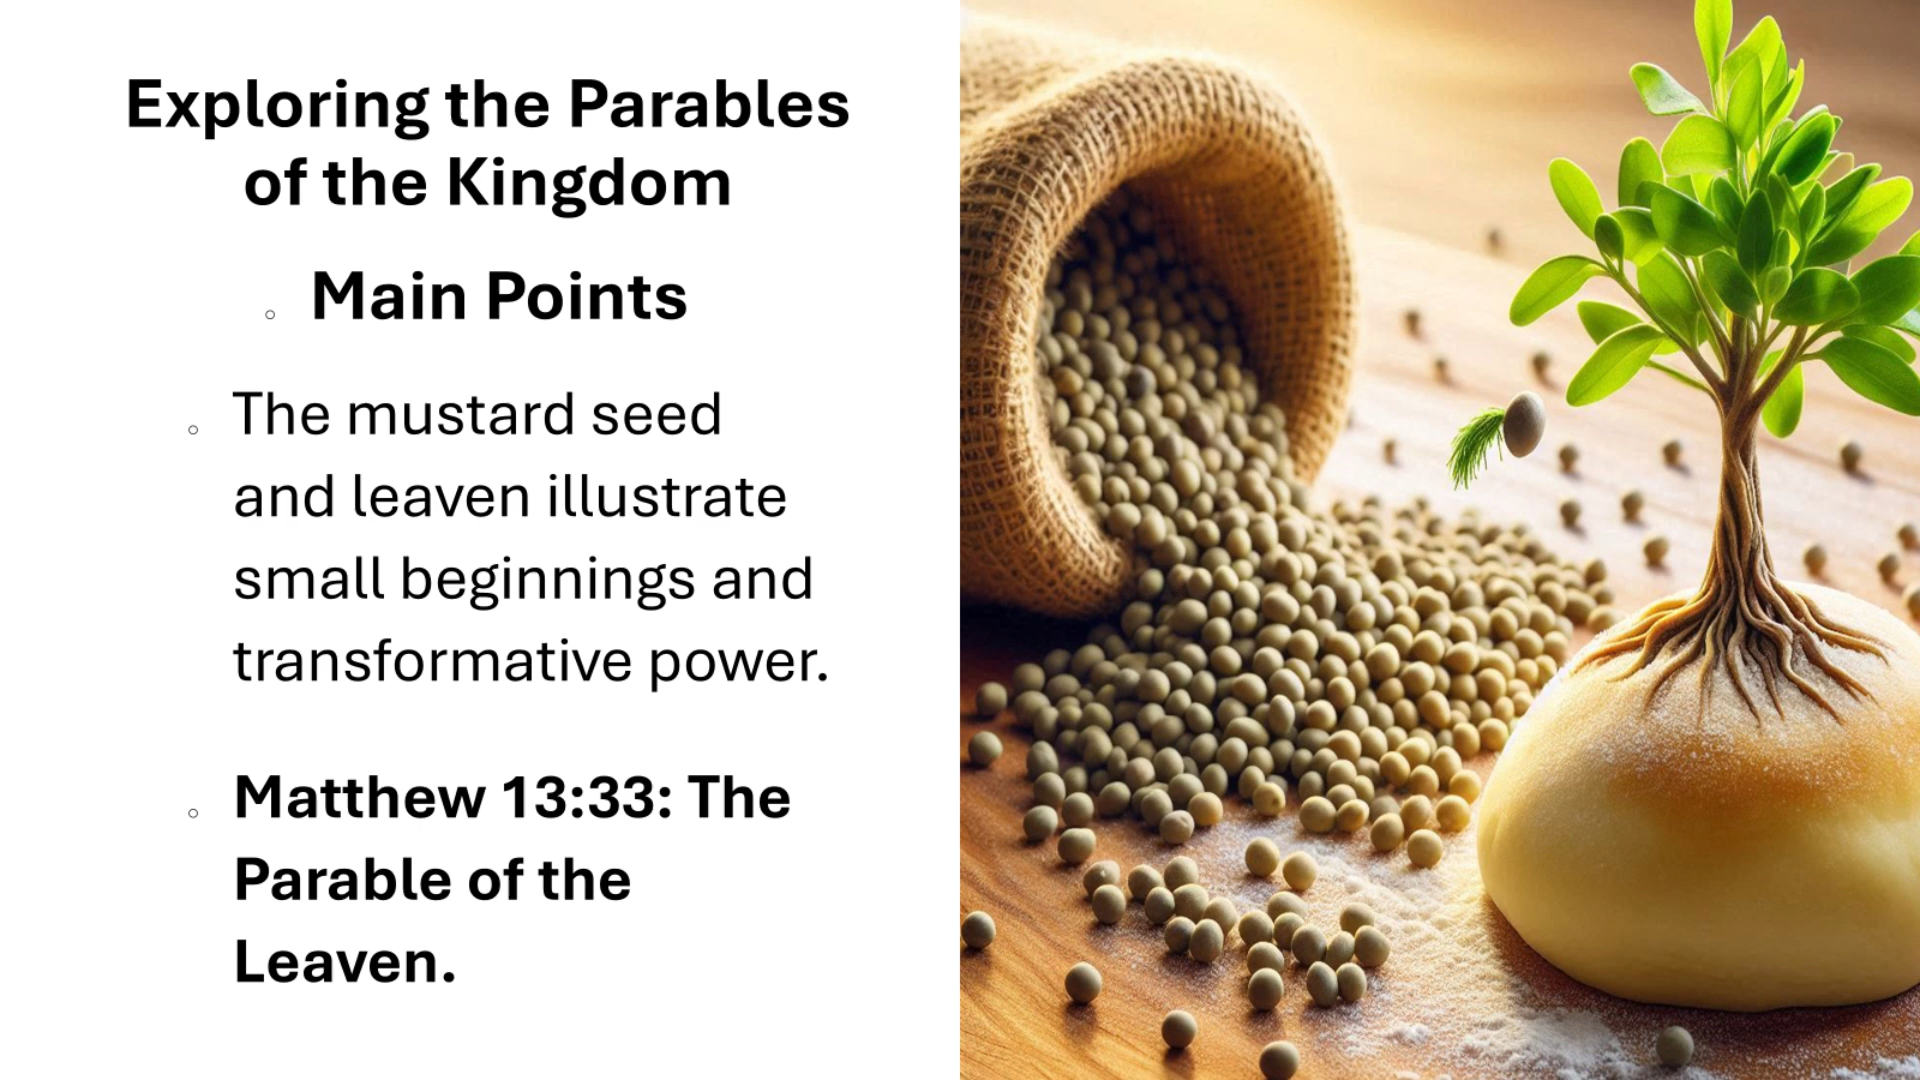 Exploring the Parables
of the Kingdom
Main Points
The mustard seed
and leaven illustrate
small beginnings and
transformative power.
Matthew 13:33: The
Parable of the
Leaven.